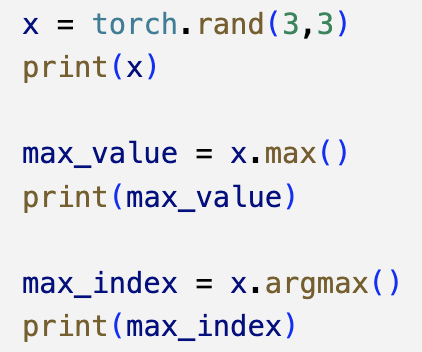 x = torch.rand(3,3)
print(x)
max_value = x.max()
print(max_value)
max_index = x.argmax()
print(max_index)